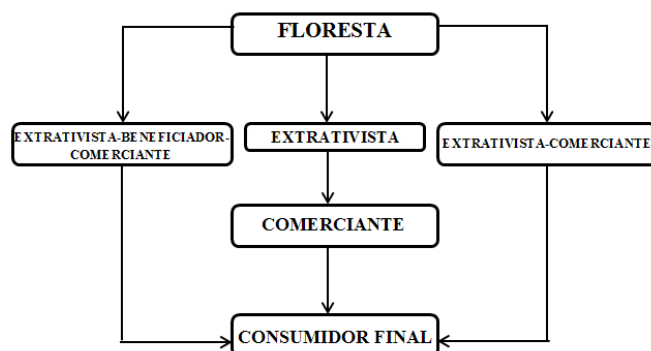 FLORESTA
EXTRATIVISTA-BENEFICIADOR-
COMERCIANTE
EXTRATIVISTA
EXTRATIVISTA-COMERCIANTE
COMERCIANTE
CONSUMIDOR FINAL